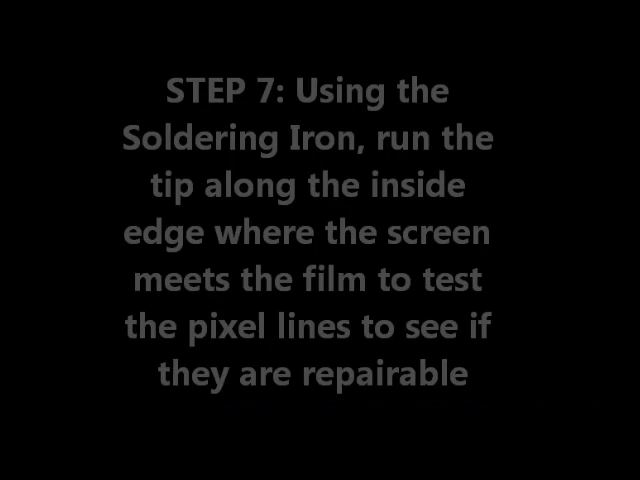 STEP 7: Using the
Soldering Iron, run the
tip along the inside
edge where the screen
meets the film to test
the pixel lines to see if
they are repairable